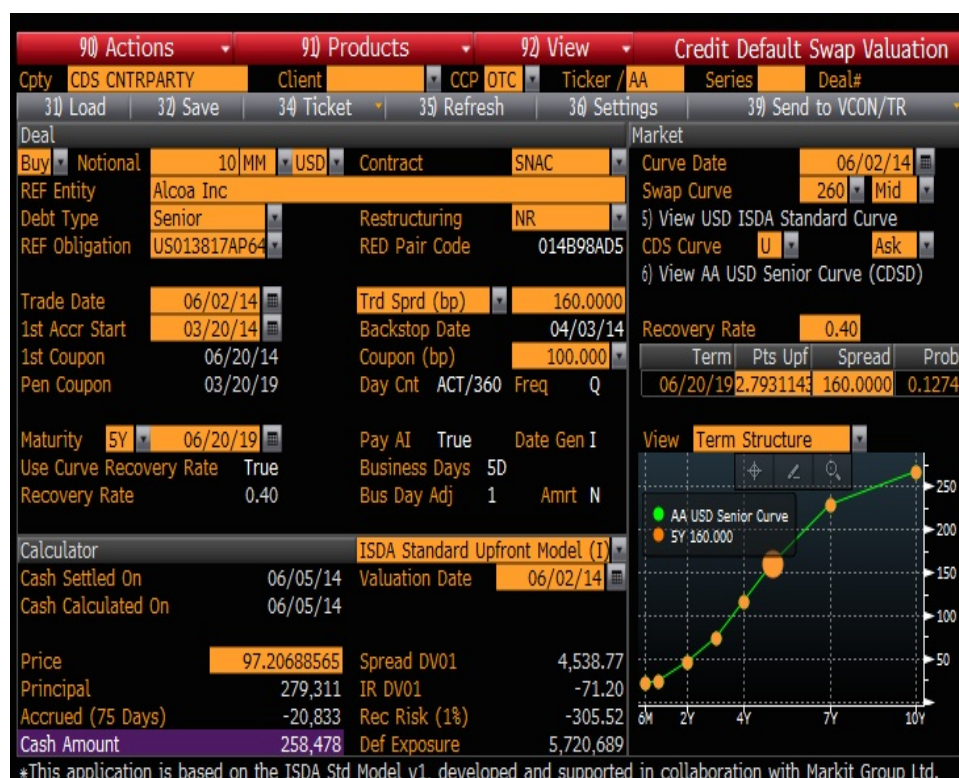 90) Actions 91) Products 92) View Credit Default Swap Valuation
Cpty CDS CNTRPARTY Client CCP OTC Ticker / AA Series Deal#
31) Load 32) Save 34) Ticket 35) Refresh 36) Settings 39) Send to VCON/TR
Deal
Buy Notional 10 MM USD Contract SNAC
REF Entity Alcoa Inc
Debt Type Senior Restructuring NR
REF Obligation US013817AP64 RED Pair Code 014B98AD5
Trade Date 06/02/14 Trd Sprd (bp) 160.0000
1st Accr Start 03/20/14 Backstop Date 04/03/14
1st Coupon 06/20/14 Coupon (bp) 100.000
Pen Coupon 03/20/19 Day Cnt ACT/360 Freq Q
Maturity 5Y 06/20/19 Pay AI True Date Gen I
Use Curve Recovery Rate True Business Days 5D
Recovery Rate 0.40 Bus Day Adj 1 Amrt N
Market
Curve Date 06/02/14
Swap Curve 260 Mid
5) View USD ISDA Standard Curve
CDS Curve U Ask
6) View AA USD Senior Curve (CDSD)
Recovery Rate 0.40
Term Pts Upf Spread Prob
06/20/19 2.7931143 160.0000 0.1274
View Term Structure
AA USD Senior Curve
5Y 160.000
250
200
150
100
50
6M 2Y 4Y 7Y 10Y
Calculator ISDA Standard Upfront Model (I)
Cash Settled On 06/05/14 Valuation Date 06/02/14
Cash Calculated On 06/05/14
Price 97.20688565 Spread DV01 4,538.77
Principal 279,311 IR DV01 -71.20
Accrued (75 Days) -20,833 Rec Risk (1%) -305.52
Cash Amount 258,478 Def Exposure 5,720,689
*This application is based on the ISDA Std Model v1, developed and supported in collaboration with Markit Group Ltd.